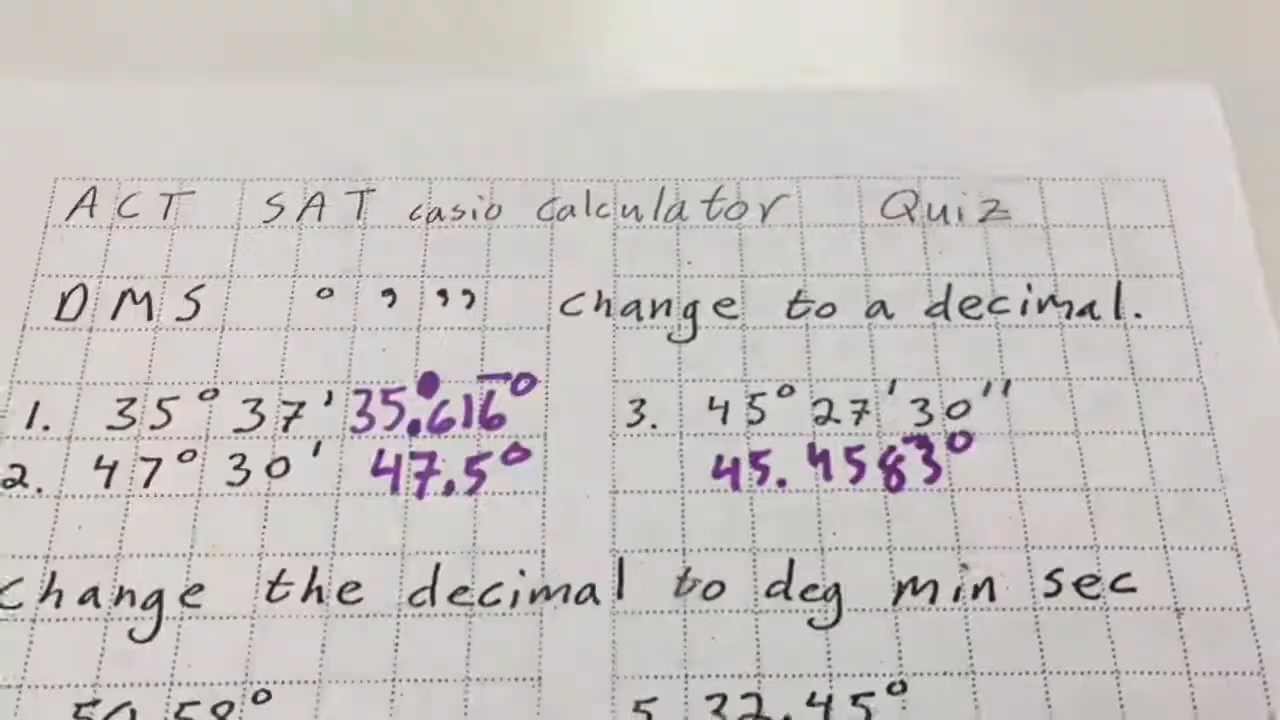 ACT SAT casio calculator Quiz
DMS ° ’ ’’ change to a decimal.
1. 35° 37' 35.616̅° 3. 45° 27' 30''
2. 47° 30' 47.5° 45.4583̅°
change the decimal to deg min sec
5 32.45°